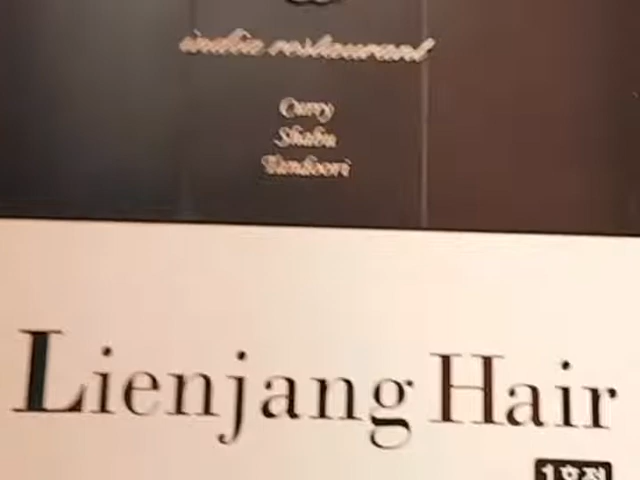 india restaurant
Curry
Shabu
Tandoori
Lienjang Hair
1호점